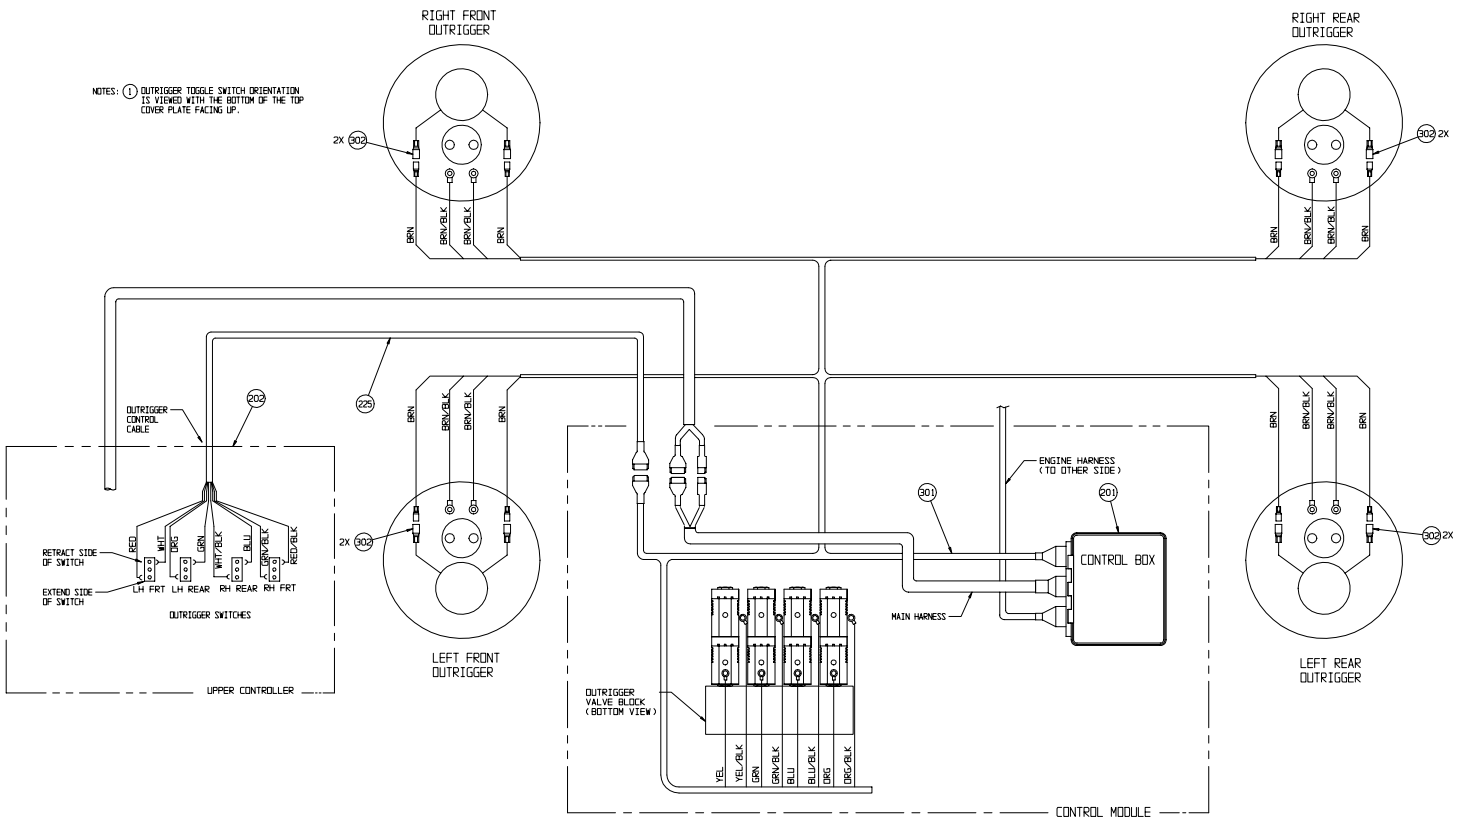 RIGHT FRONT
OUTRIGGER
RIGHT REAR
OUTRIGGER
NOTES: 1 OUTRIGGER TOGGLE SWITCH ORIENTATION
IS VIEWED WITH THE BOTTOM OF THE TOP
COVER PLATE FACING UP.
2X 302
302 2X
BRN
BRN/BLK
BRN/BLK
BRN
BRN
BRN/BLK
BRN/BLK
BRN
202
225
OUTRIGGER
CONTROL
CABLE
BRN
BRN/BLK
BRN/BLK
BRN
BRN
BRN/BLK
BRN/BLK
BRN
ENGINE HARNESS
(TO OTHER SIDE)
301
201
2X 302
302 2X
RED
WHT
ORG
GRN
WHT/BLK
BLU
GRN/BLK
RED/BLK
RETRACT SIDE
OF SWITCH
EXTEND SIDE
OF SWITCH
LH FRT
LH REAR
RH REAR
RH FRT
OUTRIGGER SWITCHES
CONTROL BOX
MAIN HARNESS
LEFT FRONT
OUTRIGGER
LEFT REAR
OUTRIGGER
UPPER CONTROLLER
OUTRIGGER
VALVE BLOCK
(BOTTOM VIEW)
YEL
YEL/BLK
GRN
GRN/BLK
BLU
BLU/BLK
ORG
ORG/BLK
CONTROL MODULE